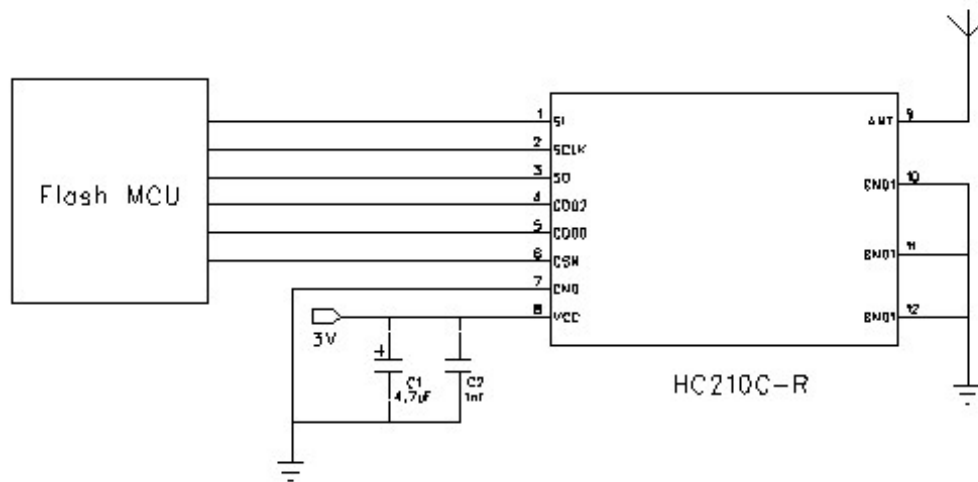 Flash MCU
1 SI
2 SCLK
3 SO
4 GDO2
5 GDO0
6 CSN
7 GND
8 VCC
ANT 9
GND1 10
GND1 11
GND1 12
3V
+
C1
4.7uF
C2
1nF
HC210C-R